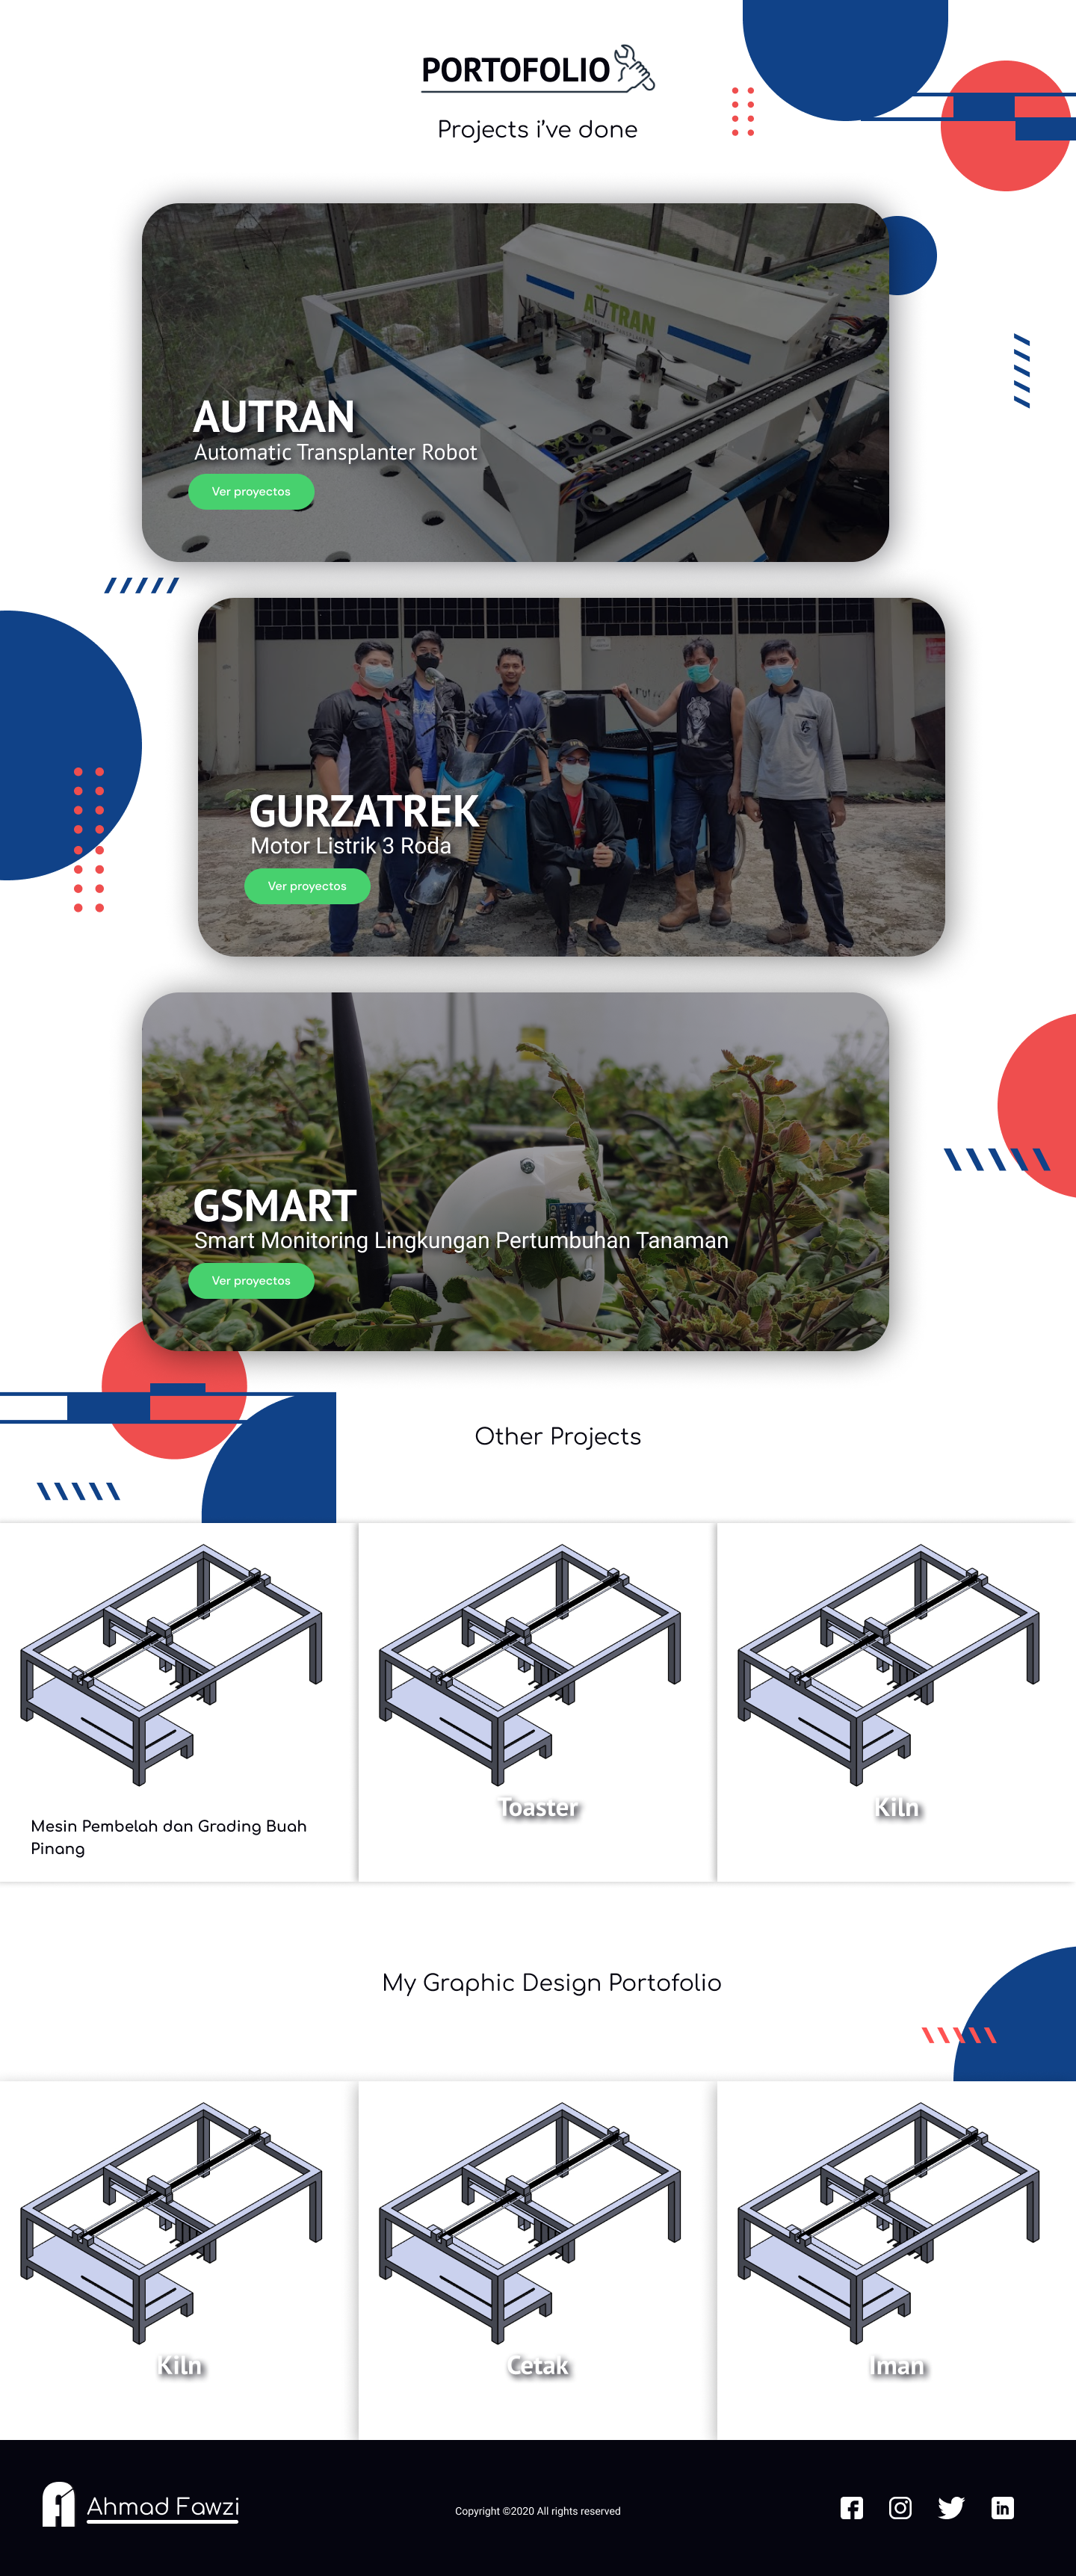 PORTOFOLIO
Projects i’ve done
AUTRAN
AUTRAN
Automatic Transplanter Robot
Ver proyectos
GURZATREK
Motor Listrik 3 Roda
Ver proyectos
GSMART
Smart Monitoring Lingkungan Pertumbuhan Tanaman
Ver proyectos
Other Projects
Mesin Pembelah dan Grading Buah
Pinang
Toaster
Kiln
My Graphic Design Portofolio
Kiln
Cetak
Iman
Ahmad Fawzi
Copyright ©2020 All rights reserved